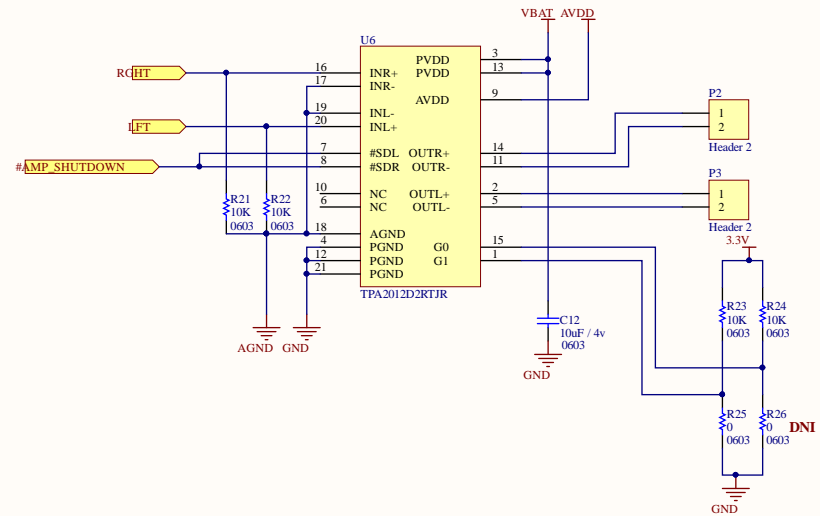 VBAT AVDD
U6
RGHT
16 INR+
17 INR-
PVDD 3
PVDD 13
AVDD 9
19 INL-
20 INL+
LFT
7 #SDL
8 #SDR
#AMP_SHUTDOWN
OUTR+ 14
OUTR- 11
P2
1
2
Header 2
10 NC
6 NC
OUTL+ 2
OUTL- 5
P3
1
2
Header 2
R21
10K
0603
R22
10K
0603
18 AGND
4 PGND
12 PGND
21 PGND
G0 15
G1 1
TPA2012D2RTJR
3.3V
R23
10K
0603
R24
10K
0603
C12
10uF / 4v
0603
AGND GND
GND
R25
0
0603
R26
0
0603
DNI
GND